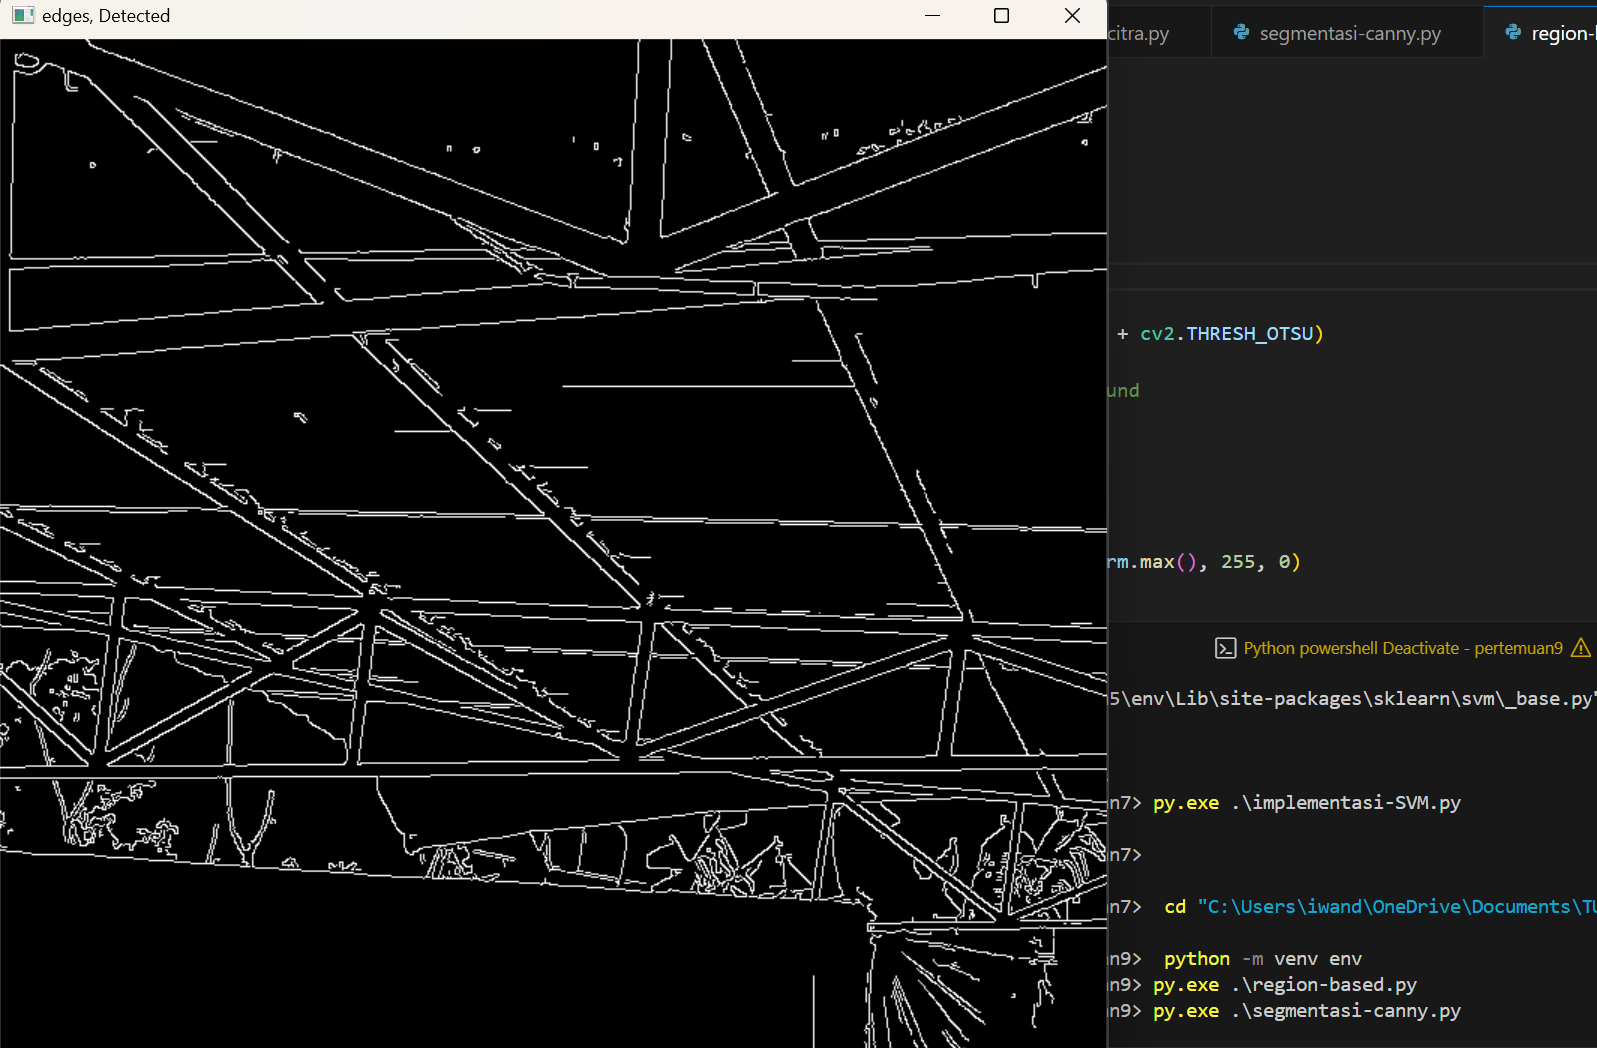 edges, Detected
citra.py
segmentasi-canny.py
region-
+ cv2.THRESH_OTSU)
und
rm.max(), 255, 0)
Python powershell Deactivate - pertemuan9
5\env\Lib\site-packages\sklearn\svm\_base.py"
n7> py.exe .\implementasi-SVM.py
n7>
n7> cd "C:\Users\iwand\OneDrive\Documents\TU
n9> python -m venv env
n9> py.exe .\region-based.py
n9> py.exe .\segmentasi-canny.py